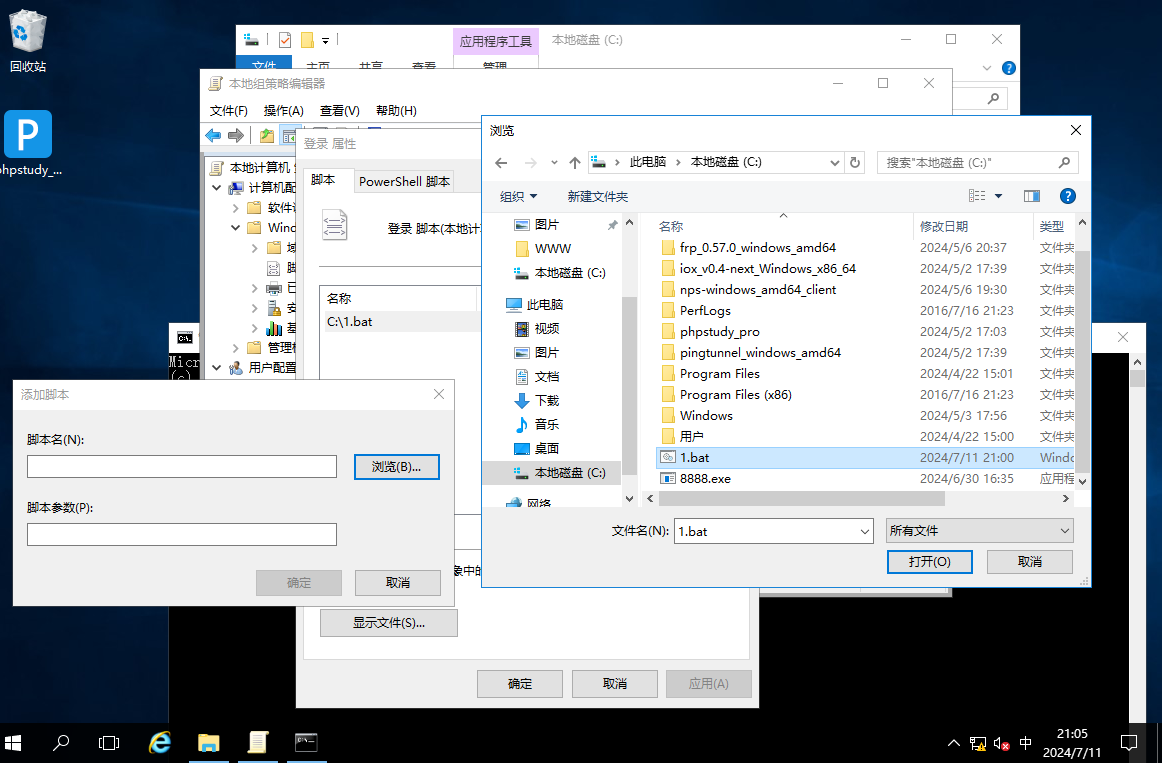 回收站
phpstudy_...
应用程序工具
本地磁盘 (C:)
文件
主页
共享
查看
管理
本地组策略编辑器
文件(F) 操作(A) 查看(V) 帮助(H)
本地计算机
计算机配
软件
Wind
管理模
用户配置
登录 属性
脚本
PowerShell 脚本
登录 脚本(本地计
名称
C:\1.bat
象中的
显示文件(S)...
确定
取消
应用(A)
Micr
(c)
添加脚本
脚本名(N):
浏览(B)...
脚本参数(P):
确定
取消
浏览
此电脑
本地磁盘 (C:)
搜索"本地磁盘 (C:)"
组织
新建文件夹
图片
WWW
本地磁盘 (C:)
此电脑
视频
图片
文档
下载
音乐
桌面
本地磁盘 (C:)
网络
名称 修改日期 类型
frp_0.57.0_windows_amd64 2024/5/6 20:37 文件夹
iox_v0.4-next_Windows_x86_64 2024/5/2 17:39 文件夹
nps-windows_amd64_client 2024/5/6 19:30 文件夹
PerfLogs 2016/7/16 21:23 文件夹
phpstudy_pro 2024/5/2 17:03 文件夹
pingtunnel_windows_amd64 2024/5/2 17:39 文件夹
Program Files 2024/4/22 15:01 文件夹
Program Files (x86) 2016/7/16 21:23 文件夹
Windows 2024/5/3 17:56 文件夹
用户 2024/4/22 15:00 文件夹
1.bat 2024/7/11 21:00 Windo
8888.exe 2024/6/30 16:35 应用程
文件名(N): 1.bat
所有文件
打开(O)
取消
中
21:05
2024/7/11